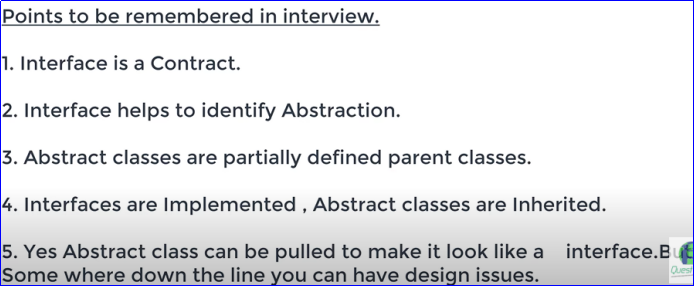 Points to be remembered in interview.
1. Interface is a Contract.
2. Interface helps to identify Abstraction.
3. Abstract classes are partially defined parent classes.
4. Interfaces are Implemented , Abstract classes are Inherited.
5. Yes Abstract class can be pulled to make it look like a interface.But
Some where down the line you can have design issues.
Quest